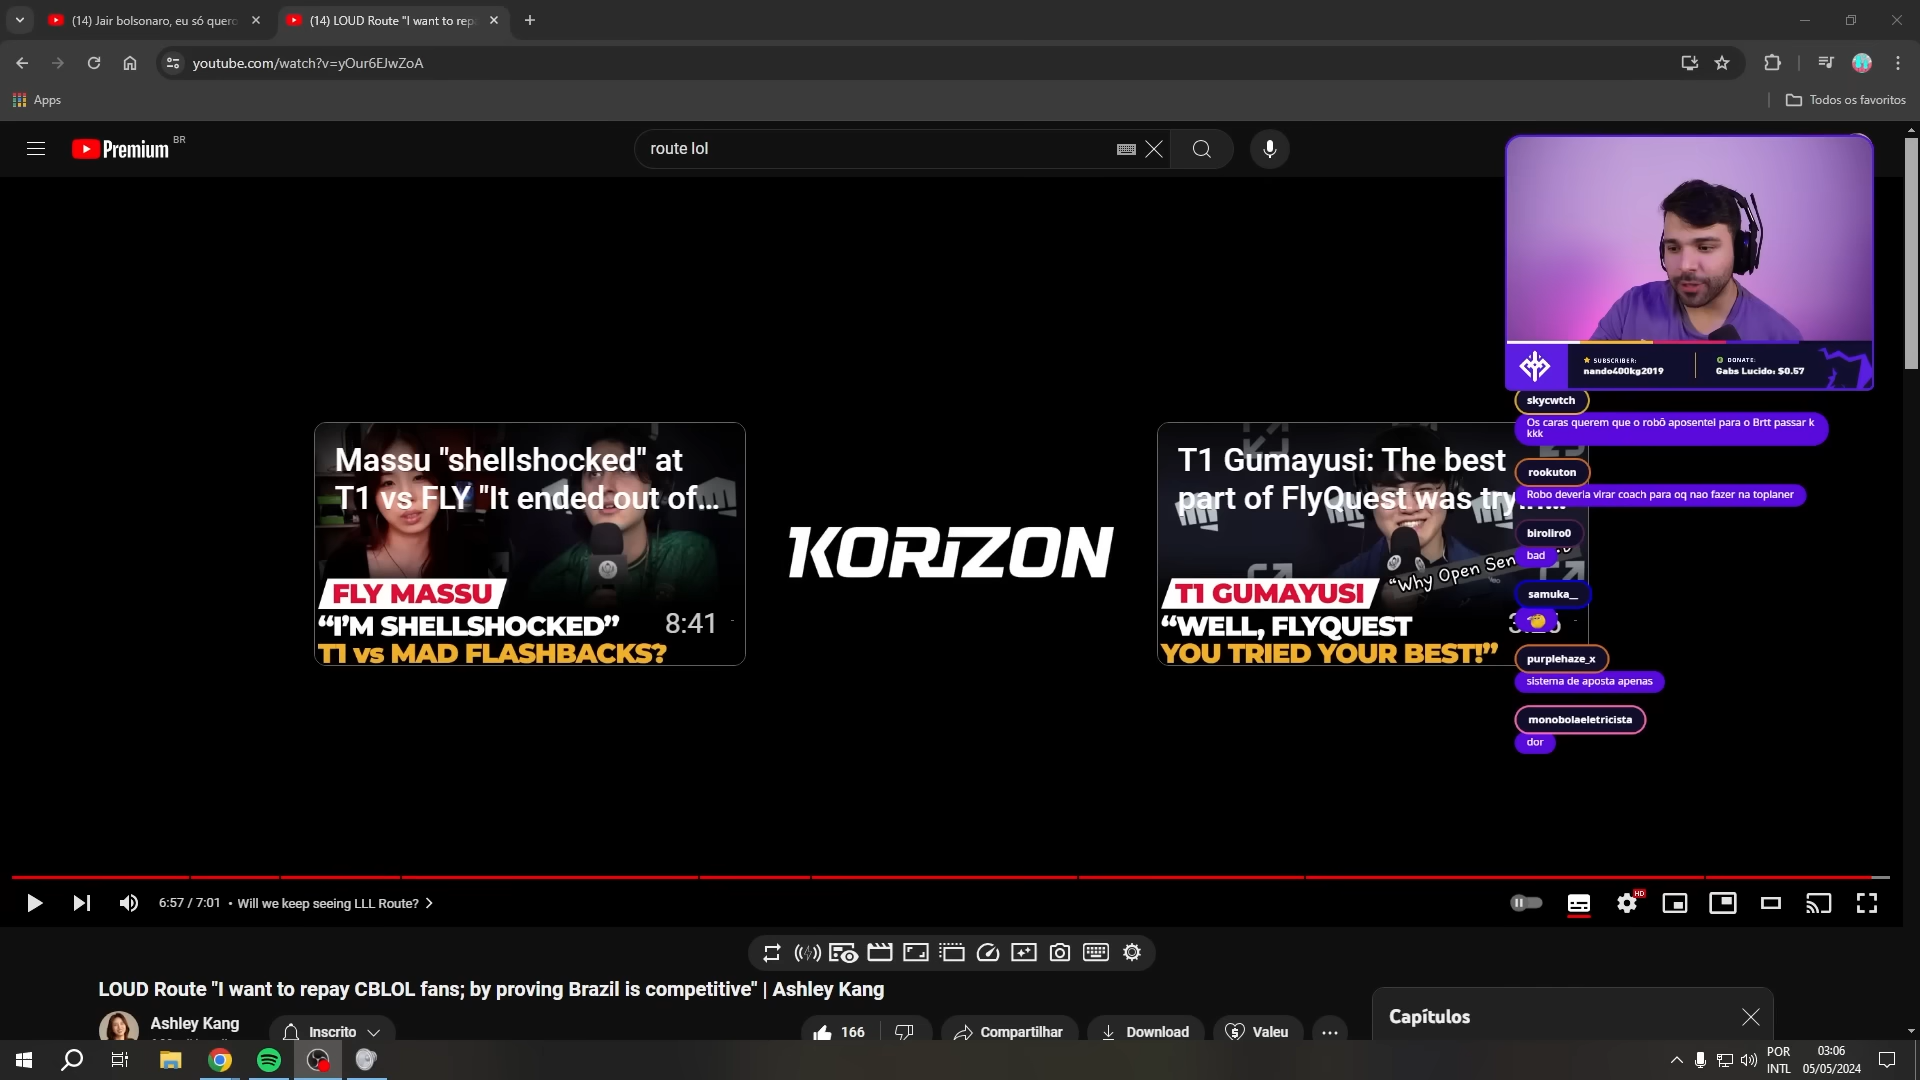 (14) Jair bolsonaro, eu só quero
(14) LOUD Route "I want to rep
youtube.com/watch?v=yOur6EJwZoA
Apps
Todos os favoritos
Premium
BR
route lol
SUBSCRIBER:
nando400kg2019
DONATE:
Gabs Lucido: $0.57
skycwtch
Os caras querem que o robô aposentel para o Brtt passar k
kkk
rookuton
Robo deveria virar coach para oq nao fazer na toplaner
biroliro0
bad
samuka__
purplehaze_x
sistema de aposta apenas
monobolaeletricista
dor
Massu "shellshocked" at
T1 vs FLY "It ended out of...
FLY MASSU
"I'M SHELLSHOCKED"
8:41
T1 vs MAD FLASHBACKS?
KORIZON
T1 Gumayusi: The best
part of FlyQuest was
"Why Open Sen
T1 GUMAYUSI
"WELL, FLYQUEST
YOU TRIED YOUR BEST!"
6:57 / 7:01 • Will we keep seeing LLL Route?
HD
LOUD Route "I want to repay CBLOL fans; by proving Brazil is competitive" | Ashley Kang
Ashley Kang
Inscrito
166
Compartilhar
Download
Valeu
Capítulos
POR
INTL
03:06
05/05/2024